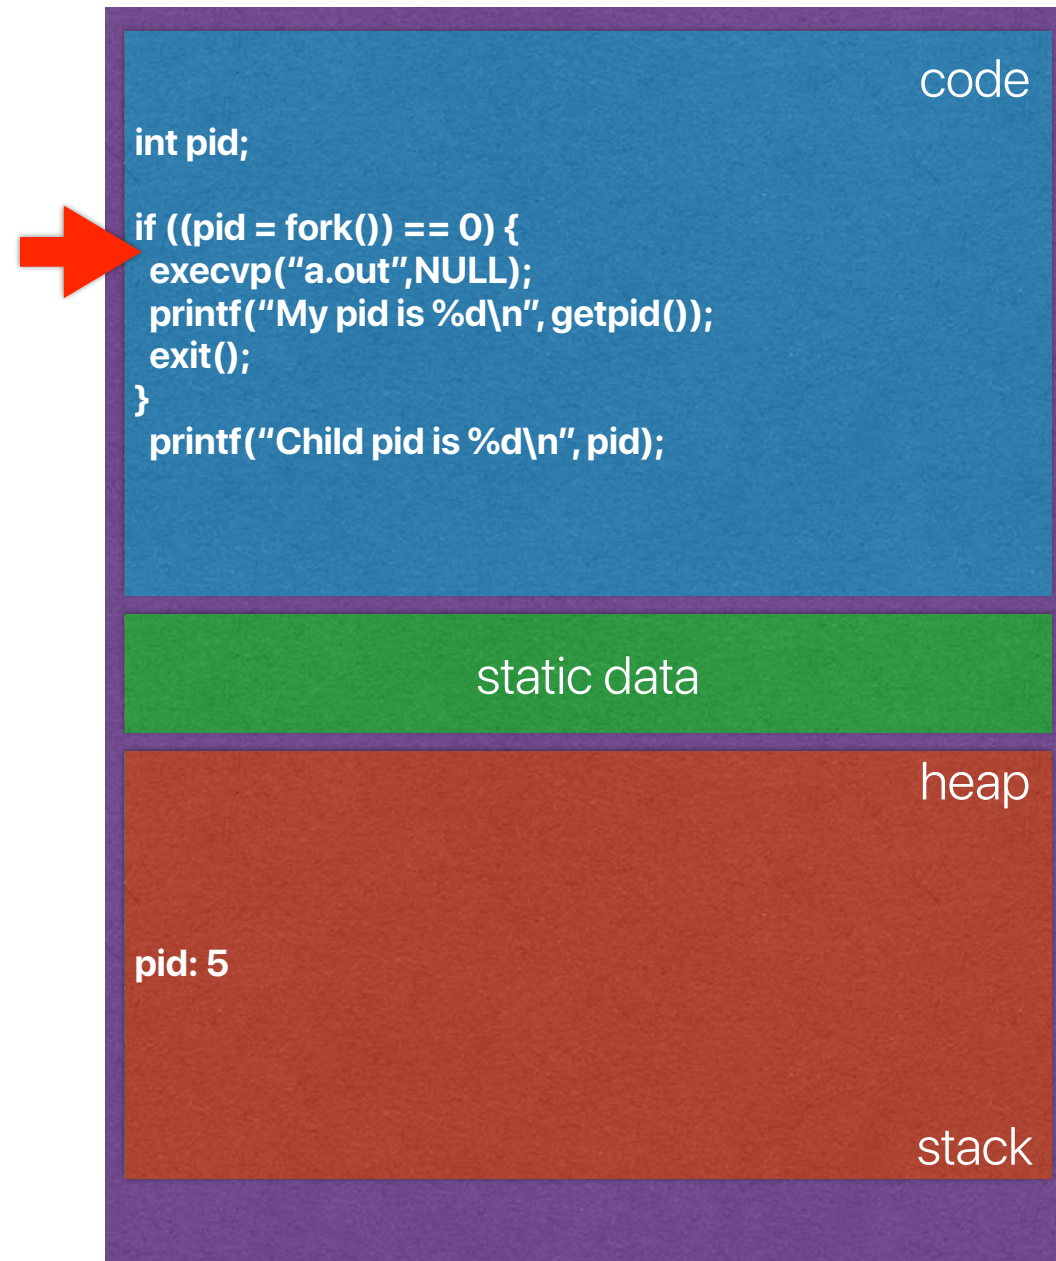 code
int pid;
if ((pid = fork()) == 0) {
execvp(“a.out”,NULL);
printf(“My pid is %d\n”, getpid());
exit();
}
printf(“Child pid is %d\n”, pid);
static data
heap
pid: 5
stack